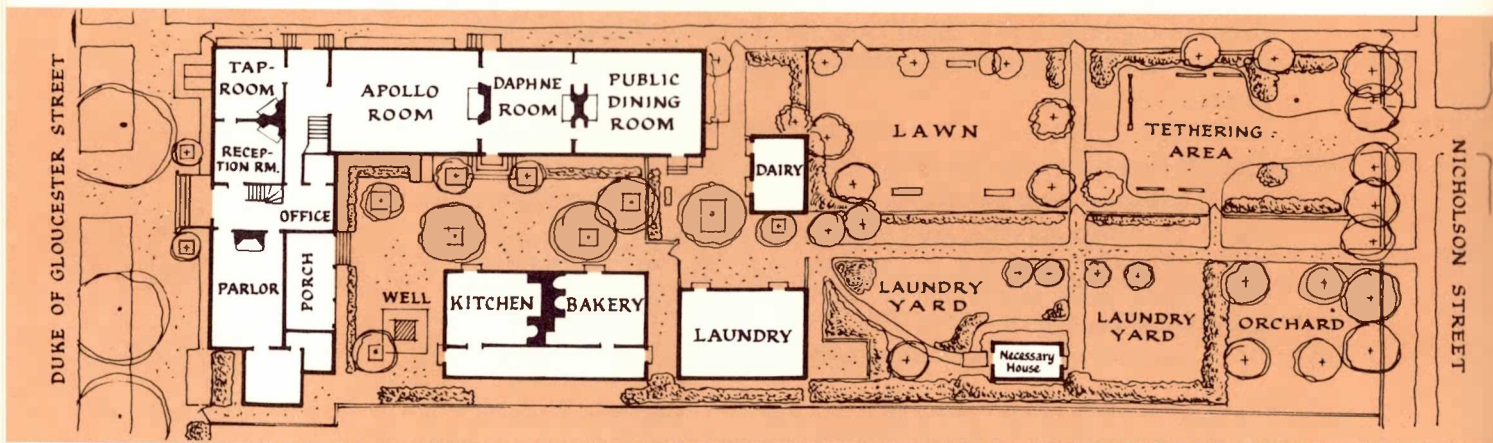 DUKE OF GLOUCESTER STREET
TAP-
ROOM
RECEP-
TION RM.
OFFICE
PARLOR
PORCH
APOLLO
ROOM
DAPHNE
ROOM
PUBLIC
DINING
ROOM
WELL
KITCHEN
BAKERY
LAUNDRY
DAIRY
LAWN
TETHERING
AREA
LAUNDRY
YARD
Necessary
House
LAUNDRY
YARD
ORCHARD
NICHOLSON STREET